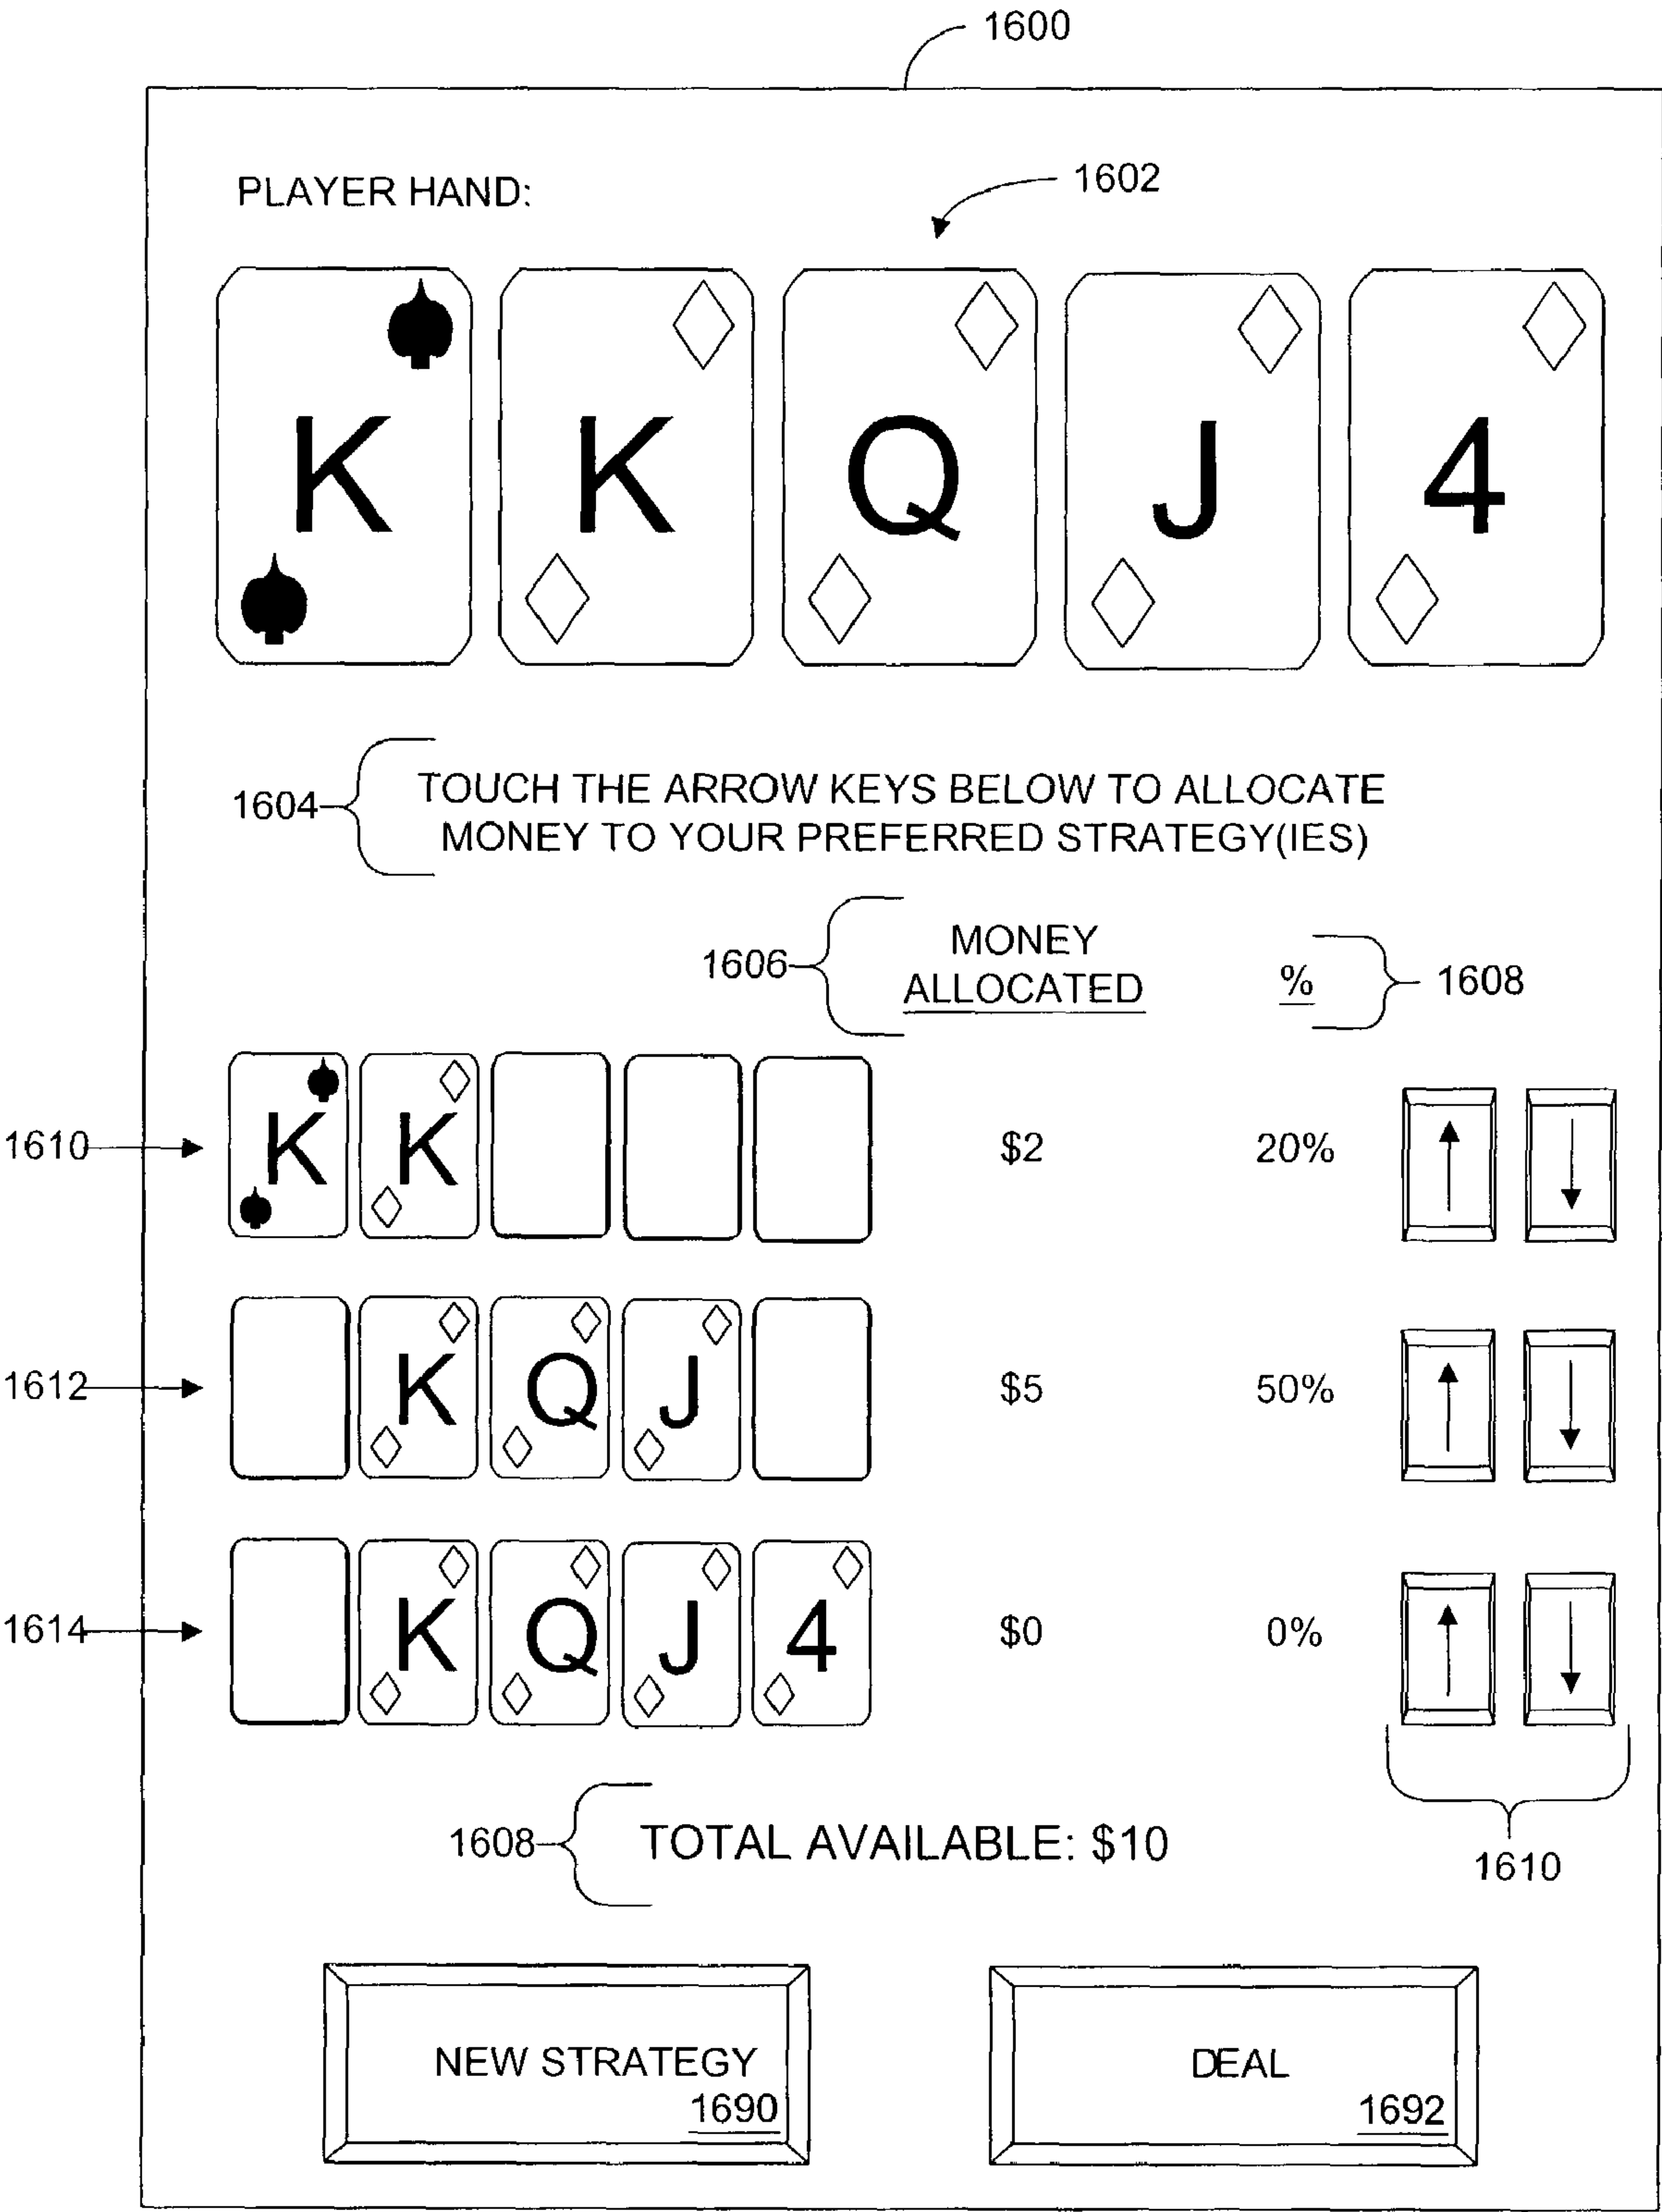 1600
PLAYER HAND:
1602
K K Q J 4
1604
TOUCH THE ARROW KEYS BELOW TO ALLOCATE
MONEY TO YOUR PREFERRED STRATEGY(IES)
1606
MONEY
ALLOCATED
%
1608
1610
K K
$2
20%
1612
K Q J
$5
50%
1614
K Q J 4
$0
0%
1608
TOTAL AVAILABLE: $10
1610
NEW STRATEGY
1690
DEAL
1692